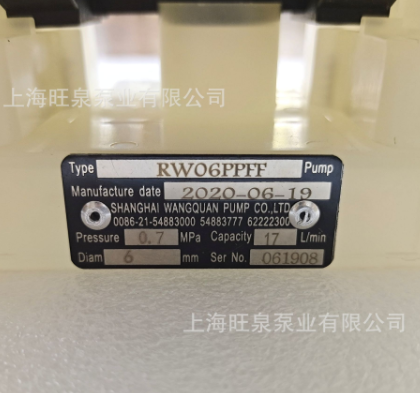 上海旺泉泵业有限公司
Type RW06PPFF Pump
Manufacture date 2020-06-19
SHANGHAI WANGQUAN PUMP CO.,LTD.
0086-21-54883000 54883777 62222300
Pressure 0.7 MPa Capacity 17 L/min
Diam 6 mm Ser No. 061908
上海旺泉泵业有限公司